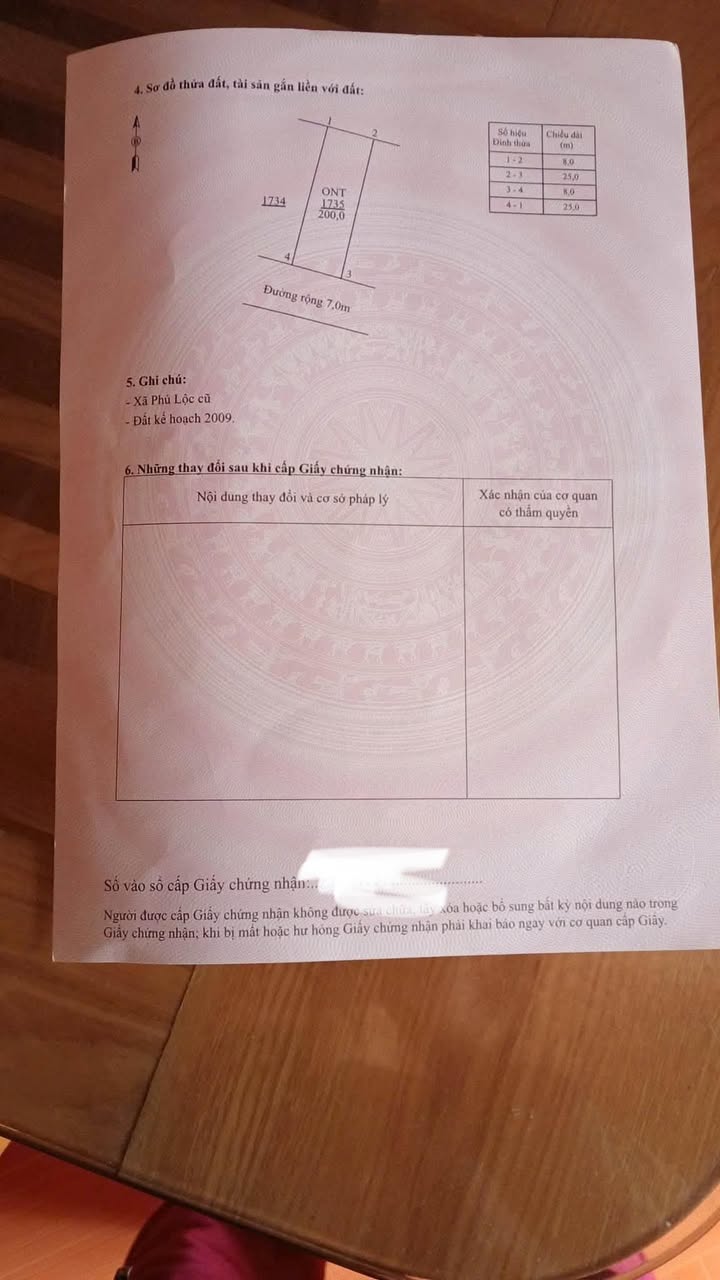 4. Sơ đồ thửa đất, tài sản gắn liền với đất:
1
2
Số hiệu Đỉnh thửa
Chiều dài (m)
1 - 2
8,0
2 - 3
25,0
3 - 4
8,0
4 - 1
25,0
1734
ONT
1735
200,0
4
3
Đường rộng 7,0m
5. Ghi chú:
- Xã Phú Lộc cũ
- Đất kế hoạch 2009.
6. Những thay đổi sau khi cấp Giấy chứng nhận:
Nội dung thay đổi và cơ sở pháp lý
Xác nhận của cơ quan
có thẩm quyền
Số vào sổ cấp Giấy chứng nhận:
Người được cấp Giấy chứng nhận không được sửa chữa, tẩy xóa hoặc bổ sung bất kỳ nội dung nào trong
Giấy chứng nhận; khi bị mất hoặc hư hỏng Giấy chứng nhận phải khai báo ngay với cơ quan cấp Giấy.